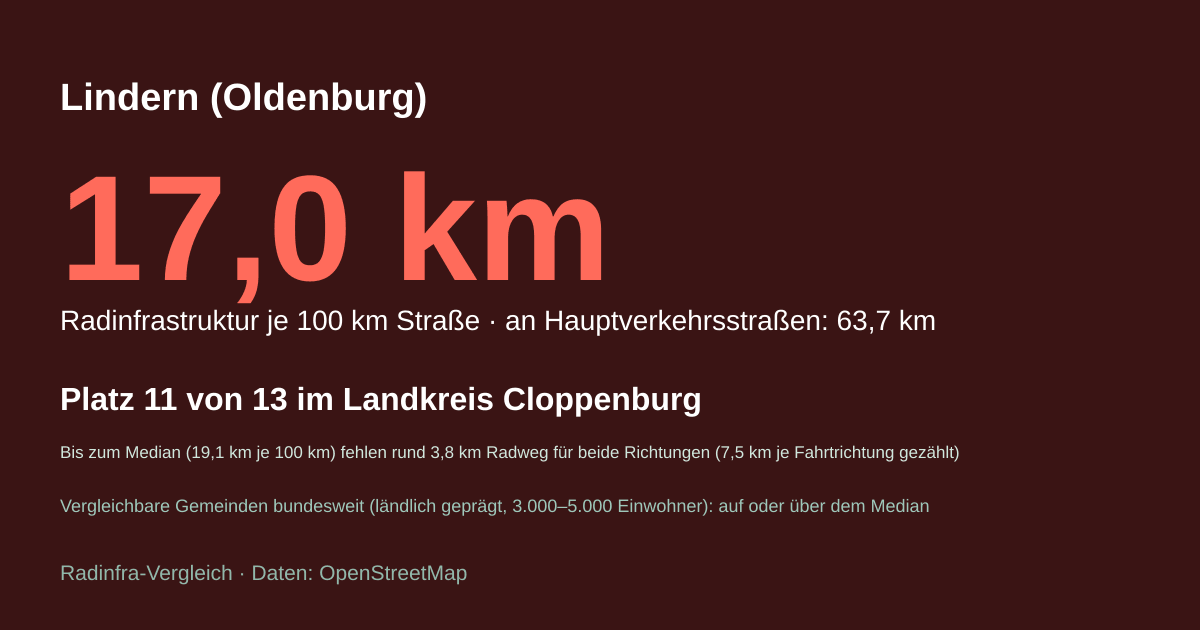 Lindern (Oldenburg)
17,0 km
Radinfrastruktur je 100 km Straße · an Hauptverkehrsstraßen: 63,7 km
Platz 11 von 13 im Landkreis Cloppenburg
Bis zum Median (19,1 km je 100 km) fehlen rund 3,8 km Radweg für beide Richtungen (7,5 km je Fahrtrichtung gezählt)
Vergleichbare Gemeinden bundesweit (ländlich geprägt, 3.000–5.000 Einwohner): auf oder über dem Median
Radinfra-Vergleich · Daten: OpenStreetMap